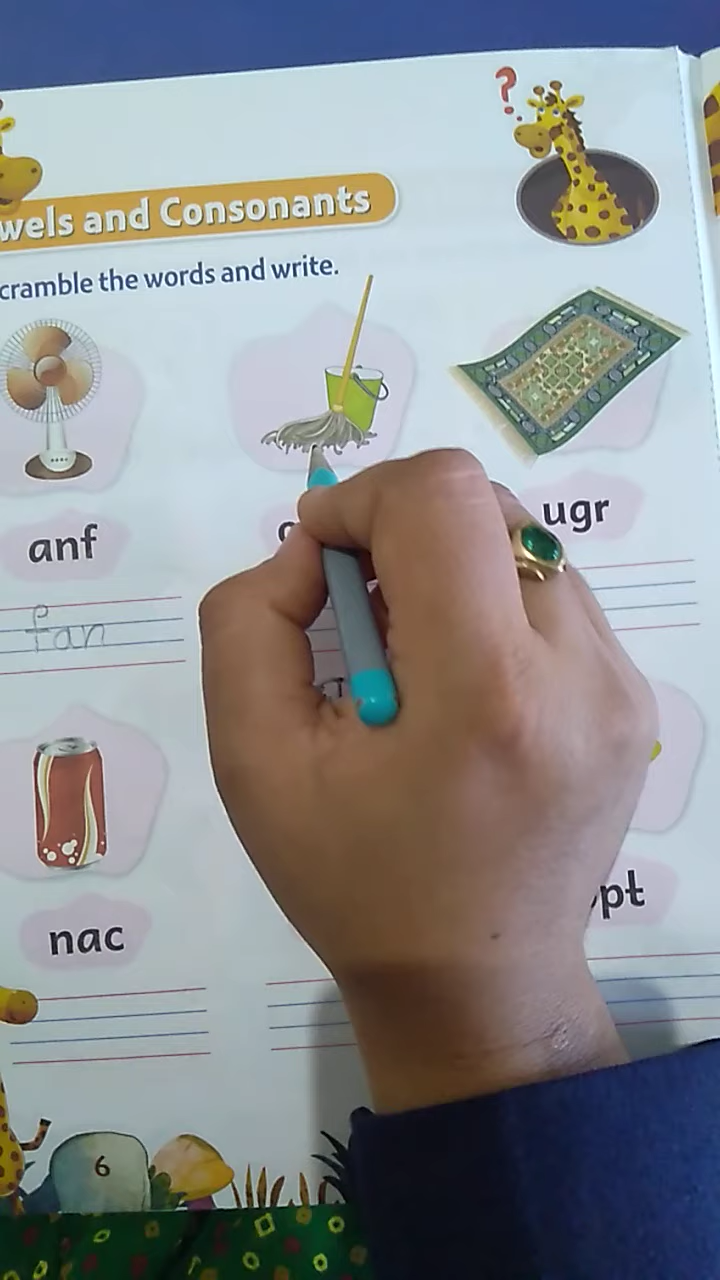 wels and Consonants
cramble the words and write.
anf
ugr
fan
nac
pt
6